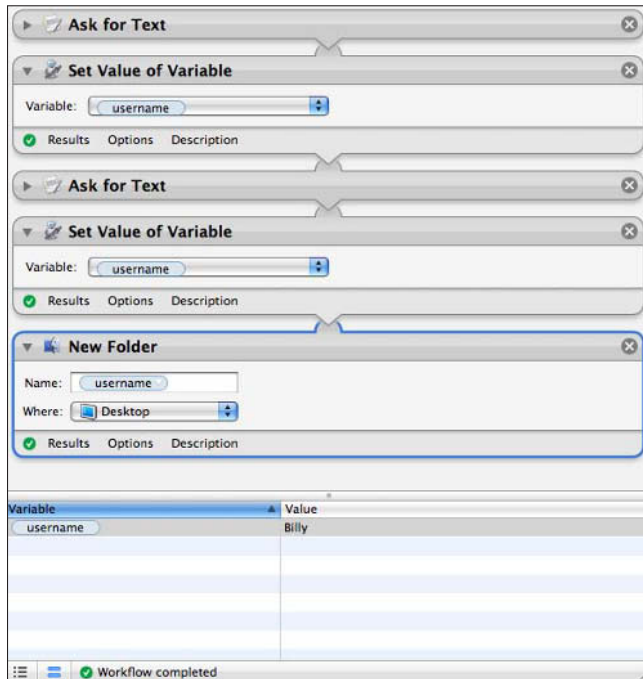 Ask for Text
Set Value of Variable
Variable: username
Results Options Description
Ask for Text
Set Value of Variable
Variable: username
Results Options Description
New Folder
Name: username
Where: Desktop
Results Options Description
Variable Value
username Billy
Workflow completed